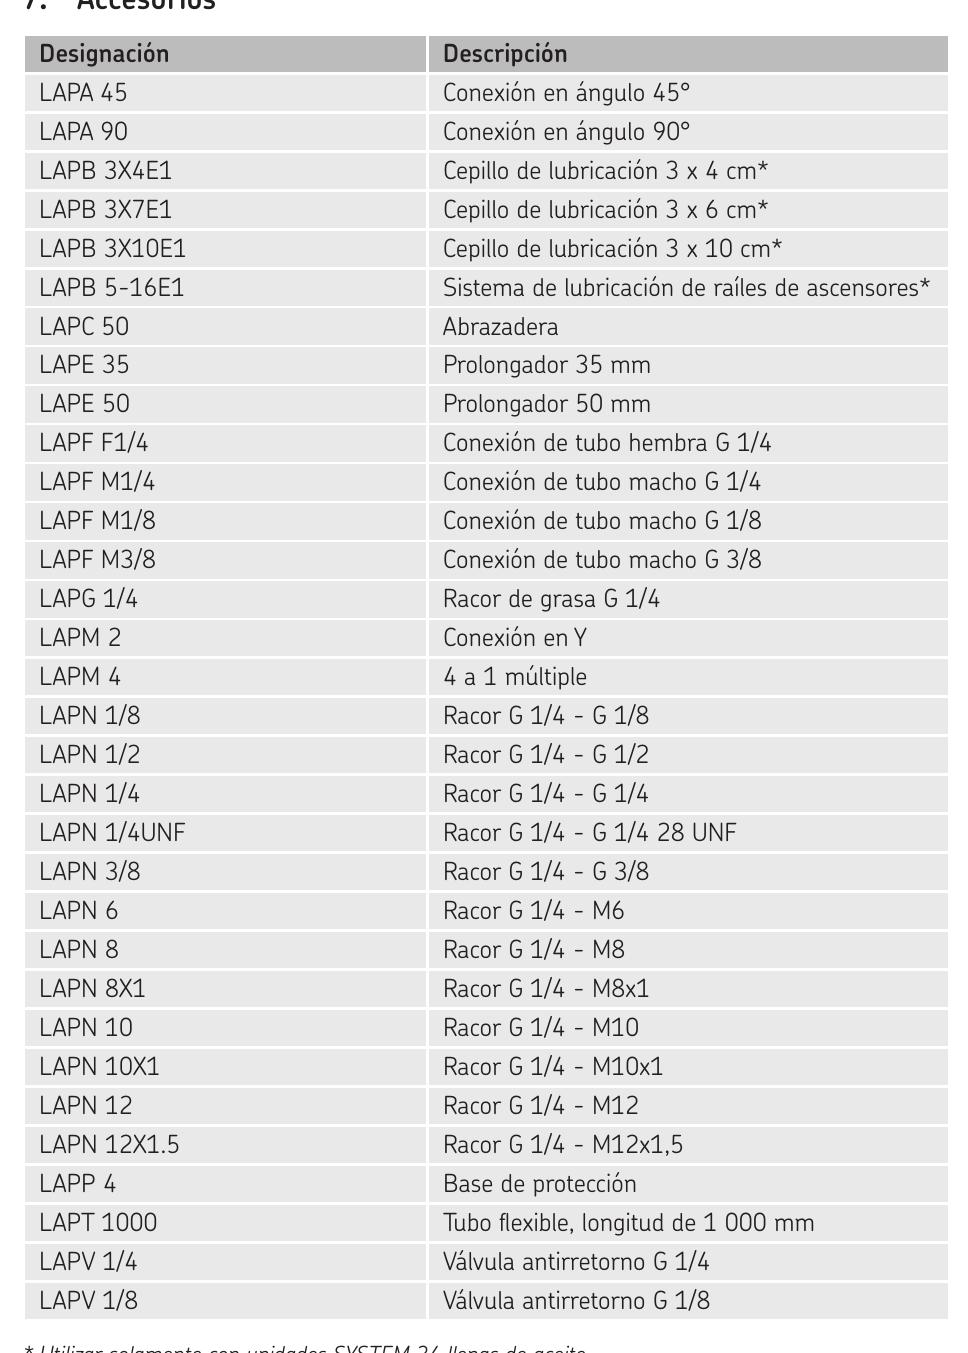 7. Accesorios
Designación Descripción
LAPA 45 Conexión en ángulo 45°
LAPA 90 Conexión en ángulo 90°
LAPB 3X4E1 Cepillo de lubricación 3 x 4 cm*
LAPB 3X7E1 Cepillo de lubricación 3 x 6 cm*
LAPB 3X10E1 Cepillo de lubricación 3 x 10 cm*
LAPB 5-16E1 Sistema de lubricación de raíles de ascensores*
LAPC 50 Abrazadera
LAPE 35 Prolongador 35 mm
LAPE 50 Prolongador 50 mm
LAPF F1/4 Conexión de tubo hembra G 1/4
LAPF M1/4 Conexión de tubo macho G 1/4
LAPF M1/8 Conexión de tubo macho G 1/8
LAPF M3/8 Conexión de tubo macho G 3/8
LAPG 1/4 Racor de grasa G 1/4
LAPM 2 Conexión en Y
LAPM 4 4 a 1 múltiple
LAPN 1/8 Racor G 1/4 - G 1/8
LAPN 1/2 Racor G 1/4 - G 1/2
LAPN 1/4 Racor G 1/4 - G 1/4
LAPN 1/4UNF Racor G 1/4 - G 1/4 28 UNF
LAPN 3/8 Racor G 1/4 - G 3/8
LAPN 6 Racor G 1/4 - M6
LAPN 8 Racor G 1/4 - M8
LAPN 8X1 Racor G 1/4 - M8x1
LAPN 10 Racor G 1/4 - M10
LAPN 10X1 Racor G 1/4 - M10x1
LAPN 12 Racor G 1/4 - M12
LAPN 12X1.5 Racor G 1/4 - M12x1,5
LAPP 4 Base de protección
LAPT 1000 Tubo flexible, longitud de 1 000 mm
LAPV 1/4 Válvula antirretorno G 1/4
LAPV 1/8 Válvula antirretorno G 1/8
* Utilizar solamente con unidades SYSTEM 24 llenas de aceite